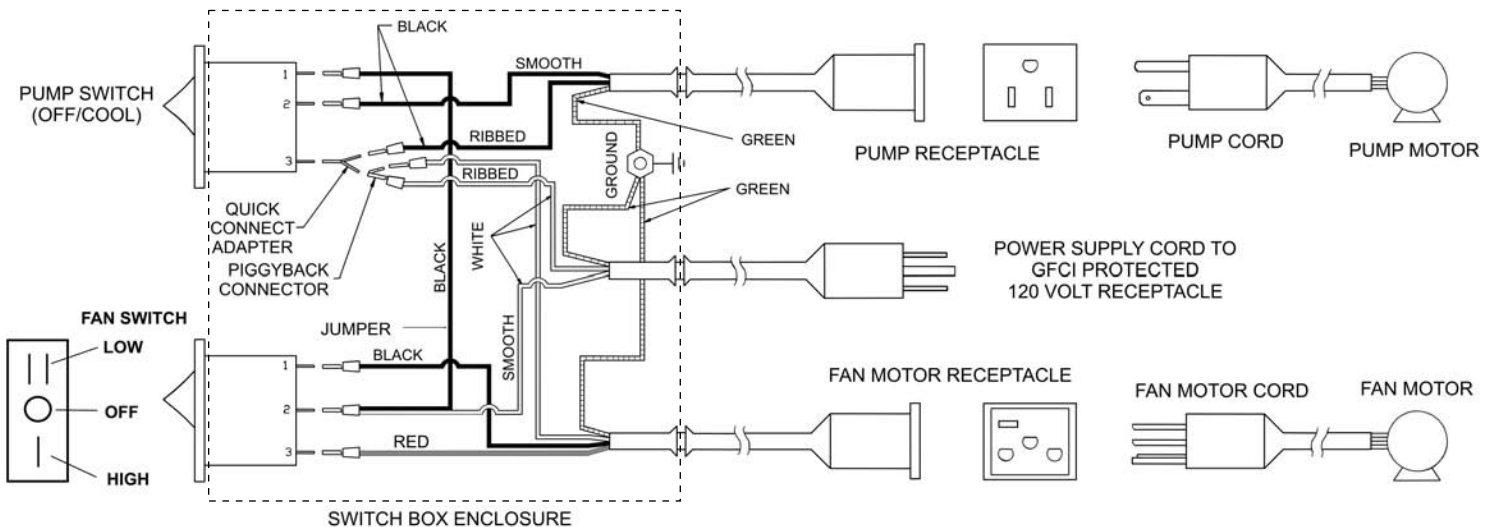 BLACK
SMOOTH
PUMP SWITCH
(OFF/COOL)
1
2
3
RIBBED
RIBBED
GREEN
GROUND
PUMP RECEPTACLE
PUMP CORD
PUMP MOTOR
GREEN
QUICK
CONNECT
ADAPTER
PIGGYBACK
CONNECTOR
WHITE
BLACK
POWER SUPPLY CORD TO
GFCI PROTECTED
120 VOLT RECEPTACLE
JUMPER
SMOOTH
FAN SWITCH
LOW
OFF
HIGH
1
2
3
BLACK
RED
FAN MOTOR RECEPTACLE
FAN MOTOR CORD
FAN MOTOR
SWITCH BOX ENCLOSURE